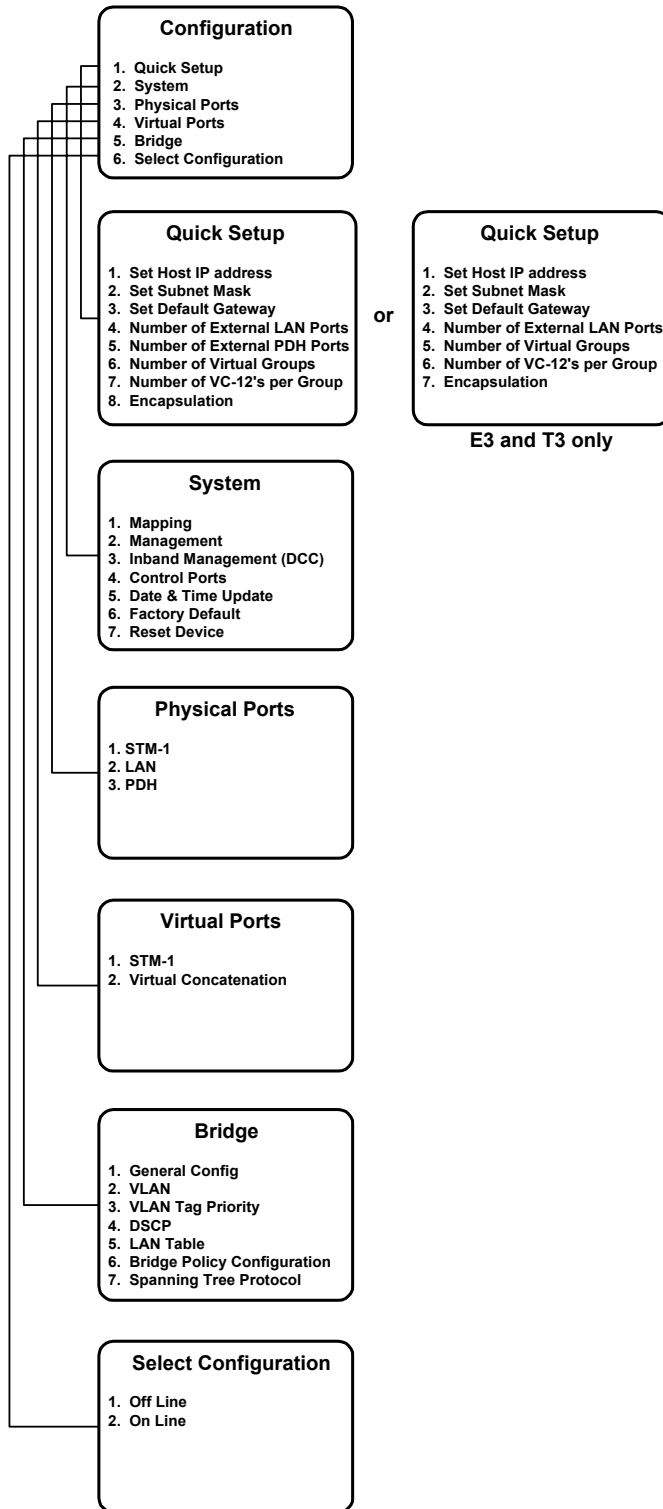 Configuration
1. Quick Setup
2. System
3. Physical Ports
4. Virtual Ports
5. Bridge
6. Select Configuration
Quick Setup
1. Set Host IP address
2. Set Subnet Mask
3. Set Default Gateway
4. Number of External LAN Ports
5. Number of External PDH Ports
6. Number of Virtual Groups
7. Number of VC-12's per Group
8. Encapsulation
or
Quick Setup
1. Set Host IP address
2. Set Subnet Mask
3. Set Default Gateway
4. Number of External LAN Ports
5. Number of Virtual Groups
6. Number of VC-12's per Group
7. Encapsulation
E3 and T3 only
System
1. Mapping
2. Management
3. Inband Management (DCC)
4. Control Ports
5. Date & Time Update
6. Factory Default
7. Reset Device
Physical Ports
1. STM-1
2. LAN
3. PDH
Virtual Ports
1. STM-1
2. Virtual Concatenation
Bridge
1. General Config
2. VLAN
3. VLAN Tag Priority
4. DSCP
5. LAN Table
6. Bridge Policy Configuration
7. Spanning Tree Protocol
Select Configuration
1. Off Line
2. On Line